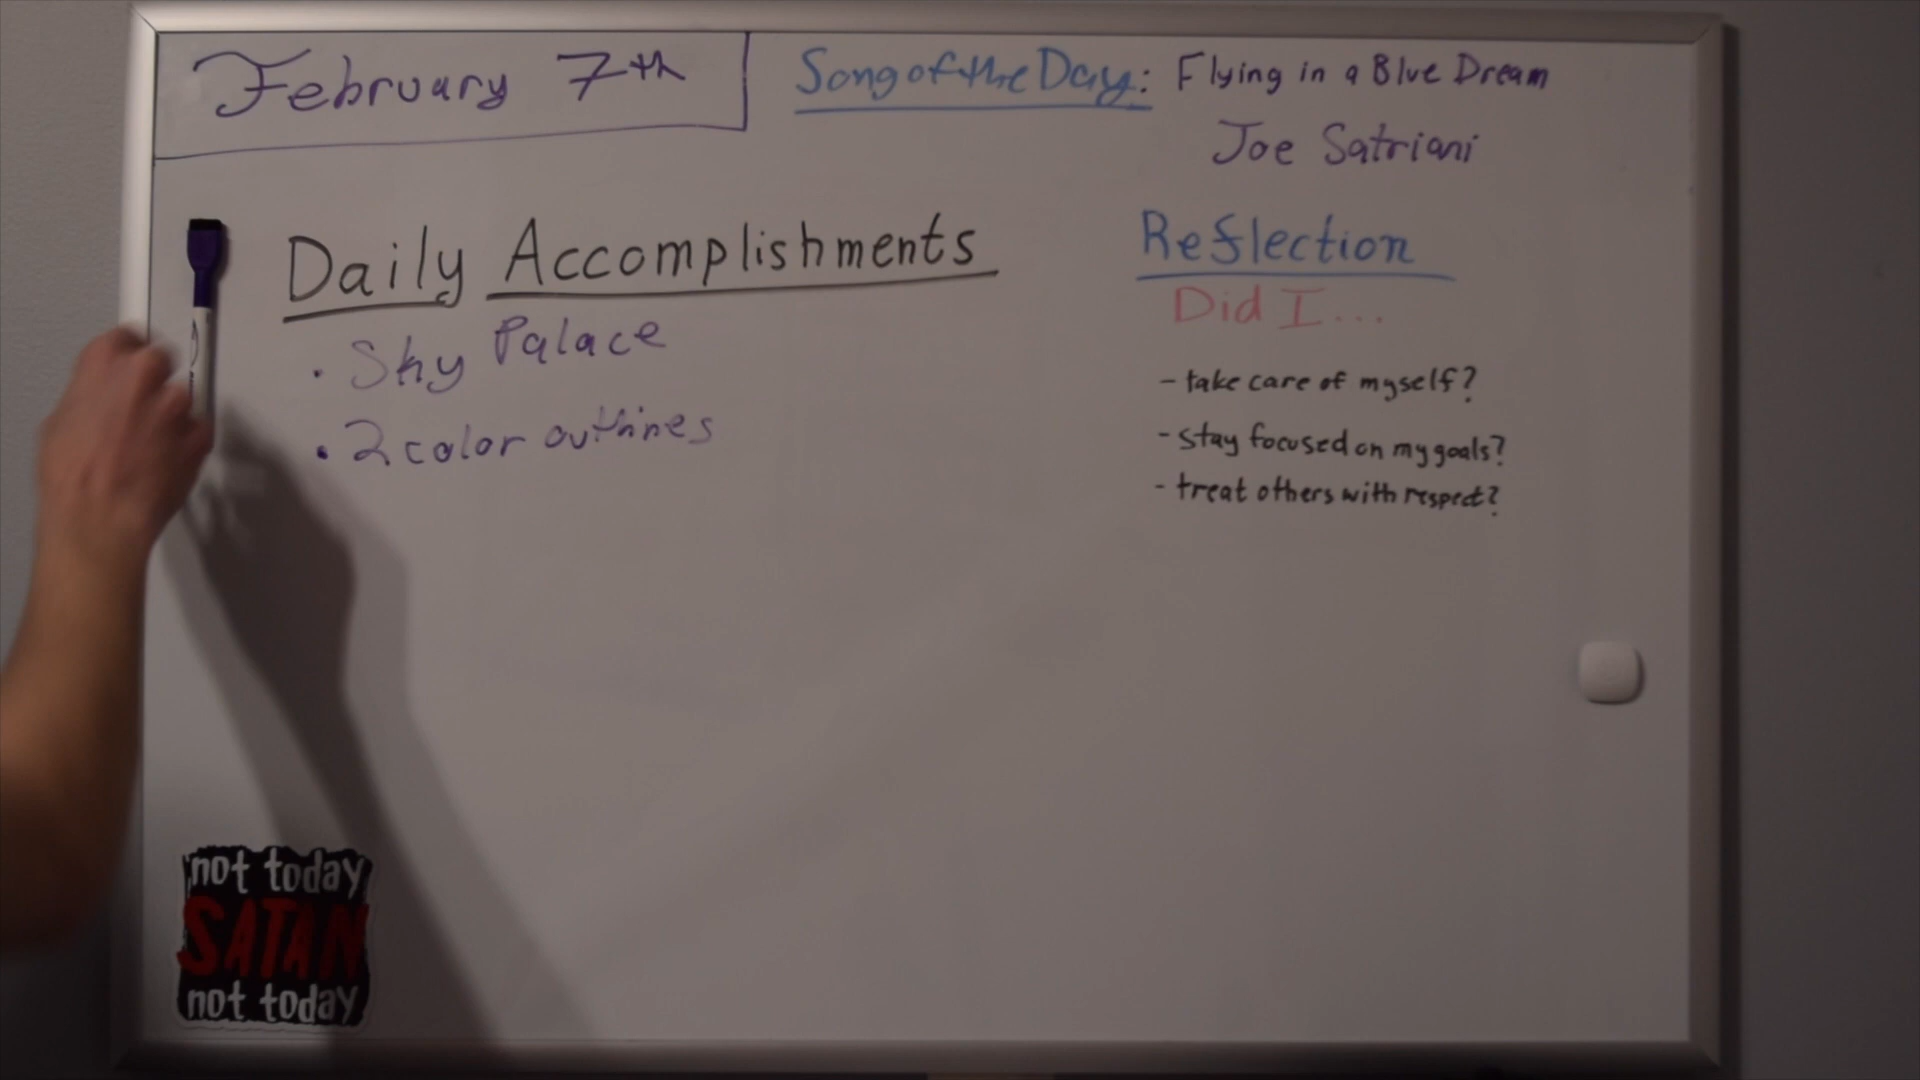 February 7th
Song of the Day: Flying in a Blue Dream
Joe Satriani
Daily Accomplishments
· Sky Palace
· 2 color outlines
Reflection
Did I...
- take care of myself?
- stay focused on my goals?
- treat others with respect?
not today
SATAN
not today